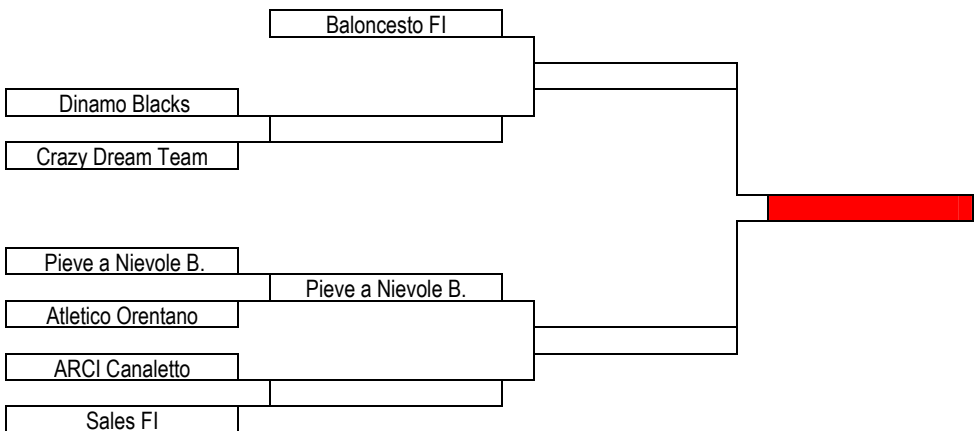 Baloncesto FI
Dinamo Blacks
Crazy Dream Team
Pieve a Nievole B.
Pieve a Nievole B.
Atletico Orentano
ARCI Canaletto
Sales FI